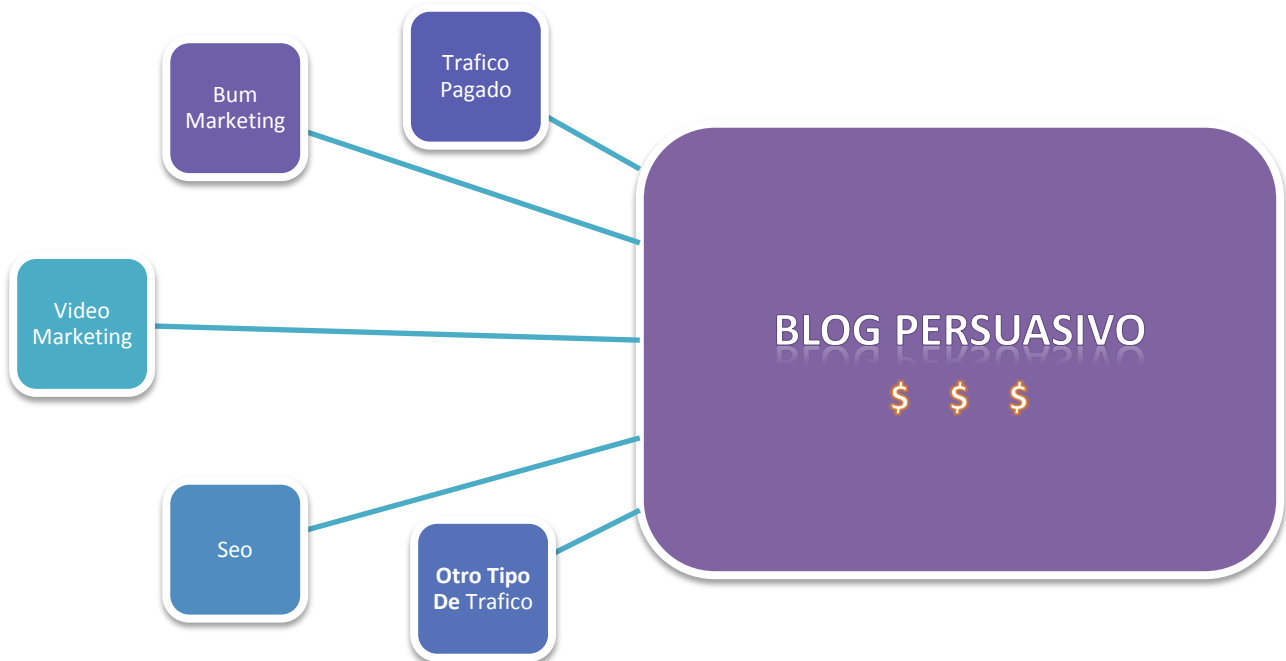 Trafico
Pagado
Bum
Marketing
Video
Marketing
BLOG PERSUASIVO
$ $ $
Seo
Otro Tipo
De Trafico